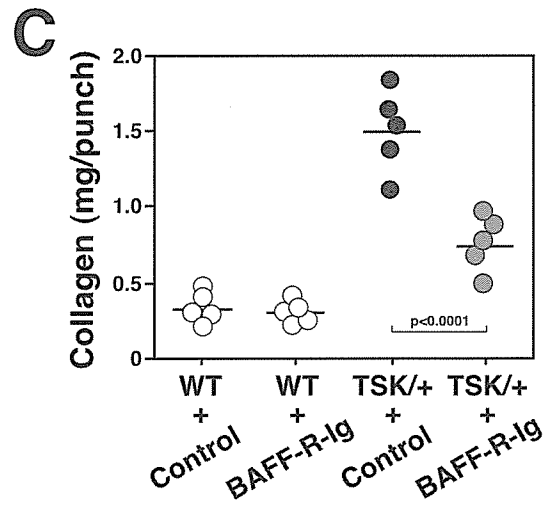 C
Collagen (mg/punch)
2.0
1.5
1.0
0.5
0
p<0.0001
WT + Control
WT + BAFF-R-Ig
TSK/+ + Control
TSK/+ + BAFF-R-Ig